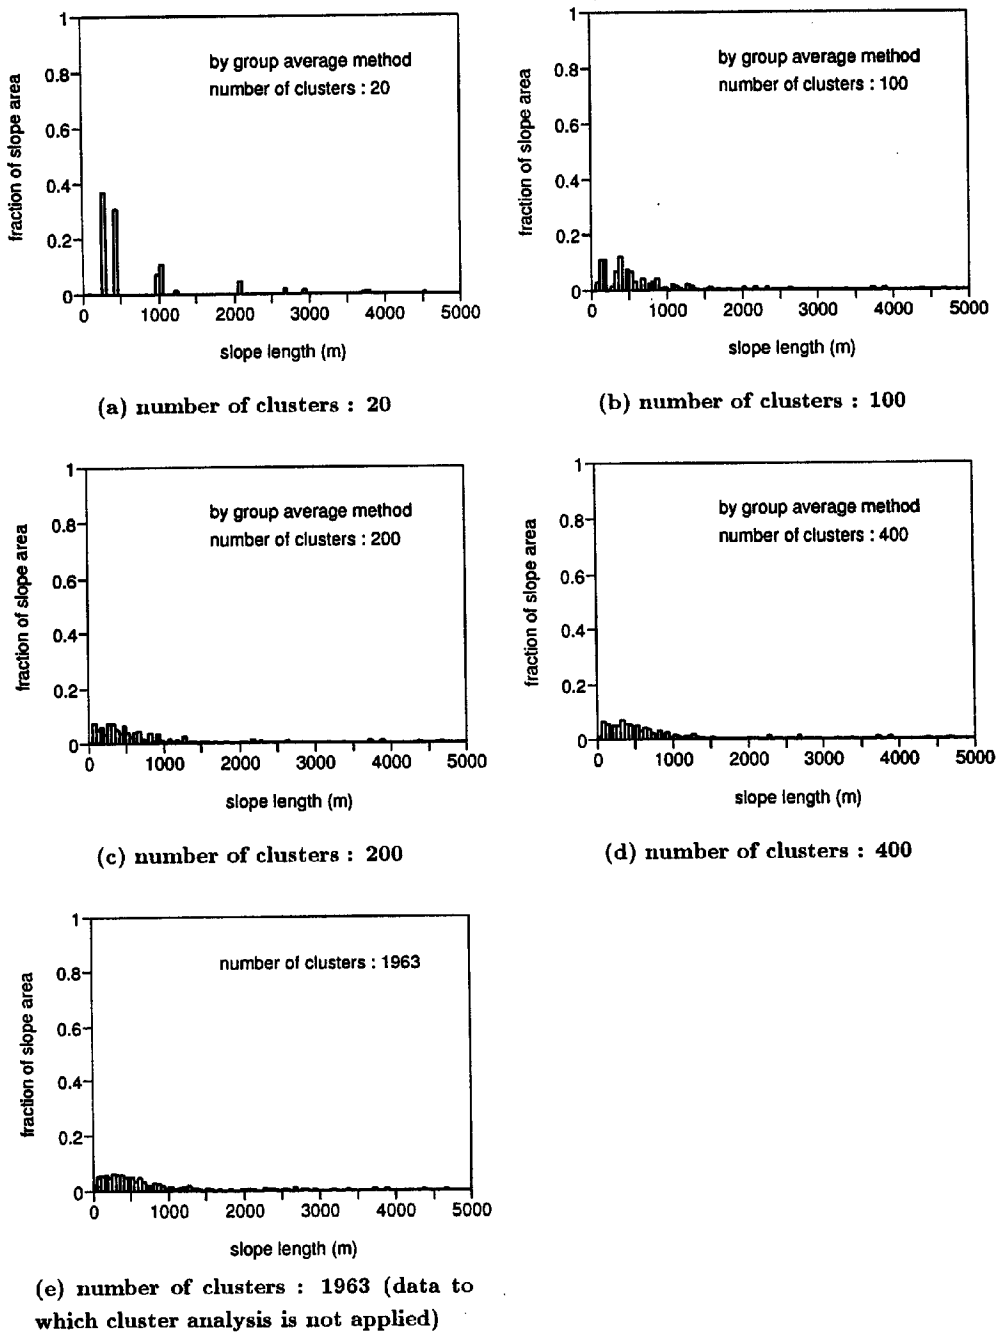 1
0.8
0.6
0.4
0.2
0
fraction of slope area
by group average method
number of clusters : 20
0 1000 2000 3000 4000 5000
slope length (m)
(a) number of clusters : 20
1
0.8
0.6
0.4
0.2
0
fraction of slope area
by group average method
number of clusters : 100
0 1000 2000 3000 4000 5000
slope length (m)
(b) number of clusters : 100
1
0.8
0.6
0.4
0.2
0
fraction of slope area
by group average method
number of clusters : 200
0 1000 2000 3000 4000 5000
slope length (m)
(c) number of clusters : 200
1
0.8
0.6
0.4
0.2
0
fraction of slope area
by group average method
number of clusters : 400
0 1000 2000 3000 4000 5000
slope length (m)
(d) number of clusters : 400
1
0.8
0.6
0.4
0.2
0
fraction of slope area
number of clusters : 1963
0 1000 2000 3000 4000 5000
slope length (m)
(e) number of clusters : 1963 (data to
which cluster analysis is not applied)